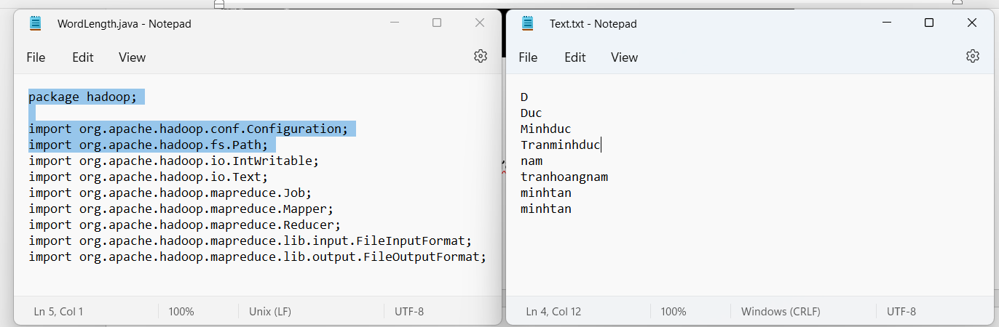 WordLength.java - Notepad
File Edit View
package hadoop;
import org.apache.hadoop.conf.Configuration;
import org.apache.hadoop.fs.Path;
import org.apache.hadoop.io.IntWritable;
import org.apache.hadoop.io.Text;
import org.apache.hadoop.mapreduce.Job;
import org.apache.hadoop.mapreduce.Mapper;
import org.apache.hadoop.mapreduce.Reducer;
import org.apache.hadoop.mapreduce.lib.input.FileInputFormat;
import org.apache.hadoop.mapreduce.lib.output.FileOutputFormat;
Ln 5, Col 1 100% Unix (LF) UTF-8
Text.txt - Notepad
File Edit View
D
Duc
Minhduc
Tranminhduc
nam
tranhoangnam
minhtan
minhtan
Ln 4, Col 12 100% Windows (CRLF) UTF-8